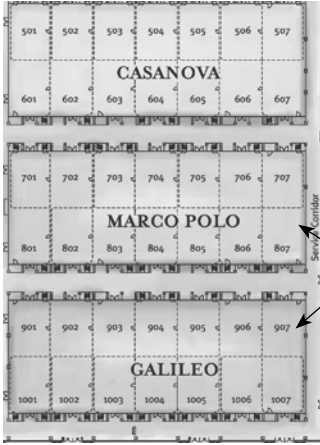 501 502 503 504 505 506 507
CASANOVA
601 602 603 604 605 606 607
701 702 703 704 705 706 707
MARCO POLO
801 802 803 804 805 806 807
Service Corridor
901 902 903 904 905 906 907
GALILEO
1001 1002 1003 1004 1005 1006 1007